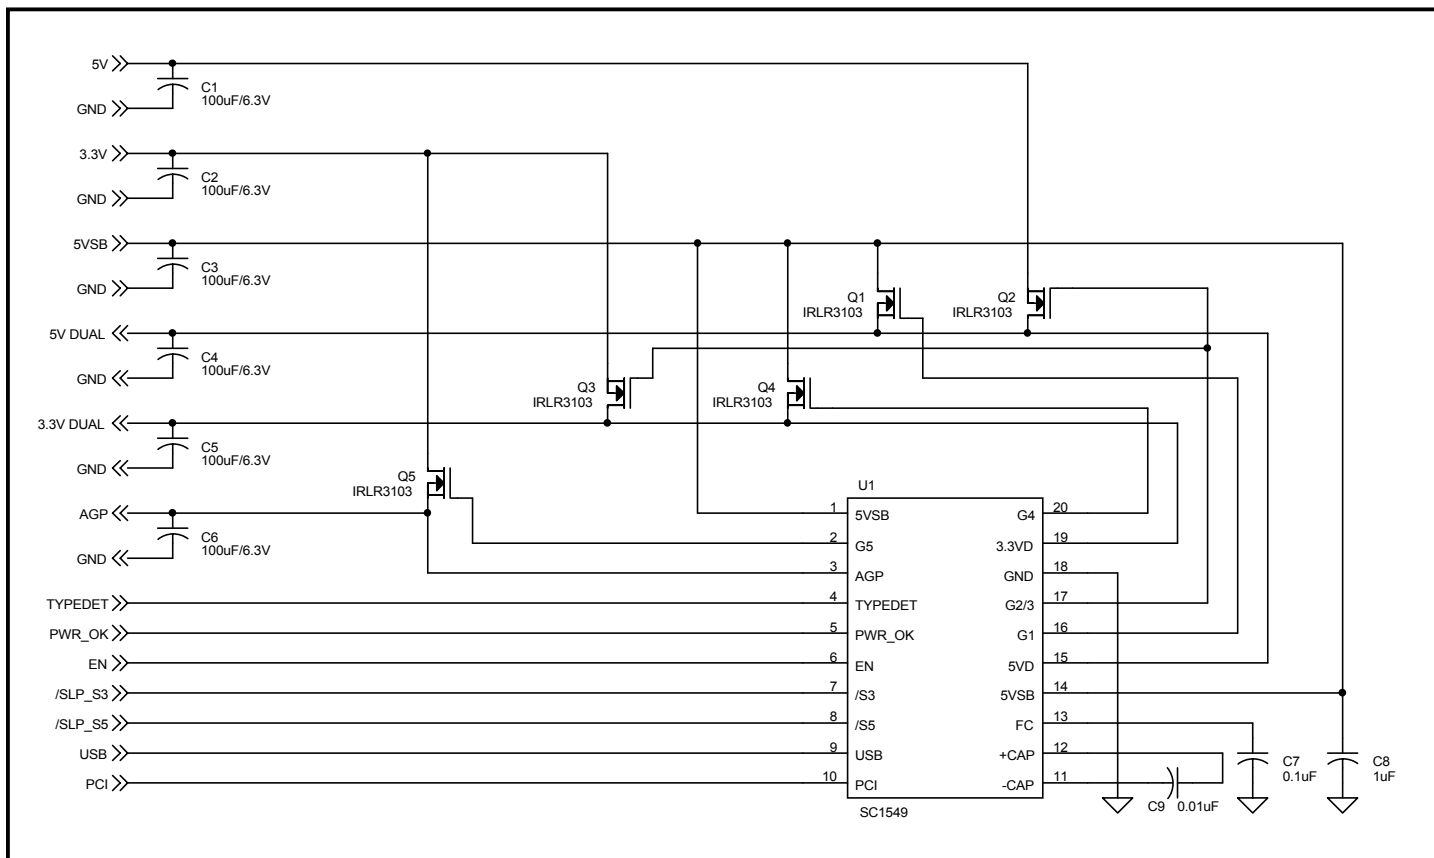 5V
C1
100uF/6.3V
GND
3.3V
C2
100uF/6.3V
GND
5VSB
C3
100uF/6.3V
GND
Q1
IRLR3103
Q2
IRLR3103
5V DUAL
C4
100uF/6.3V
GND
Q3
IRLR3103
Q4
IRLR3103
3.3V DUAL
C5
100uF/6.3V
GND
Q5
IRLR3103
U1
AGP
C6
100uF/6.3V
GND
1 5VSB G4 20
2 G5 3.3VD 19
3 AGP GND 18
TYPEDET 4 TYPEDET G2/3 17
PWR_OK 5 PWR_OK G1 16
EN 6 EN 5VD 15
/SLP_S3 7 /S3 5VSB 14
/SLP_S5 8 /S5 FC 13
USB 9 USB +CAP 12
PCI 10 PCI -CAP 11
C7
0.1uF
C8
1uF
C9 0.01uF
SC1549